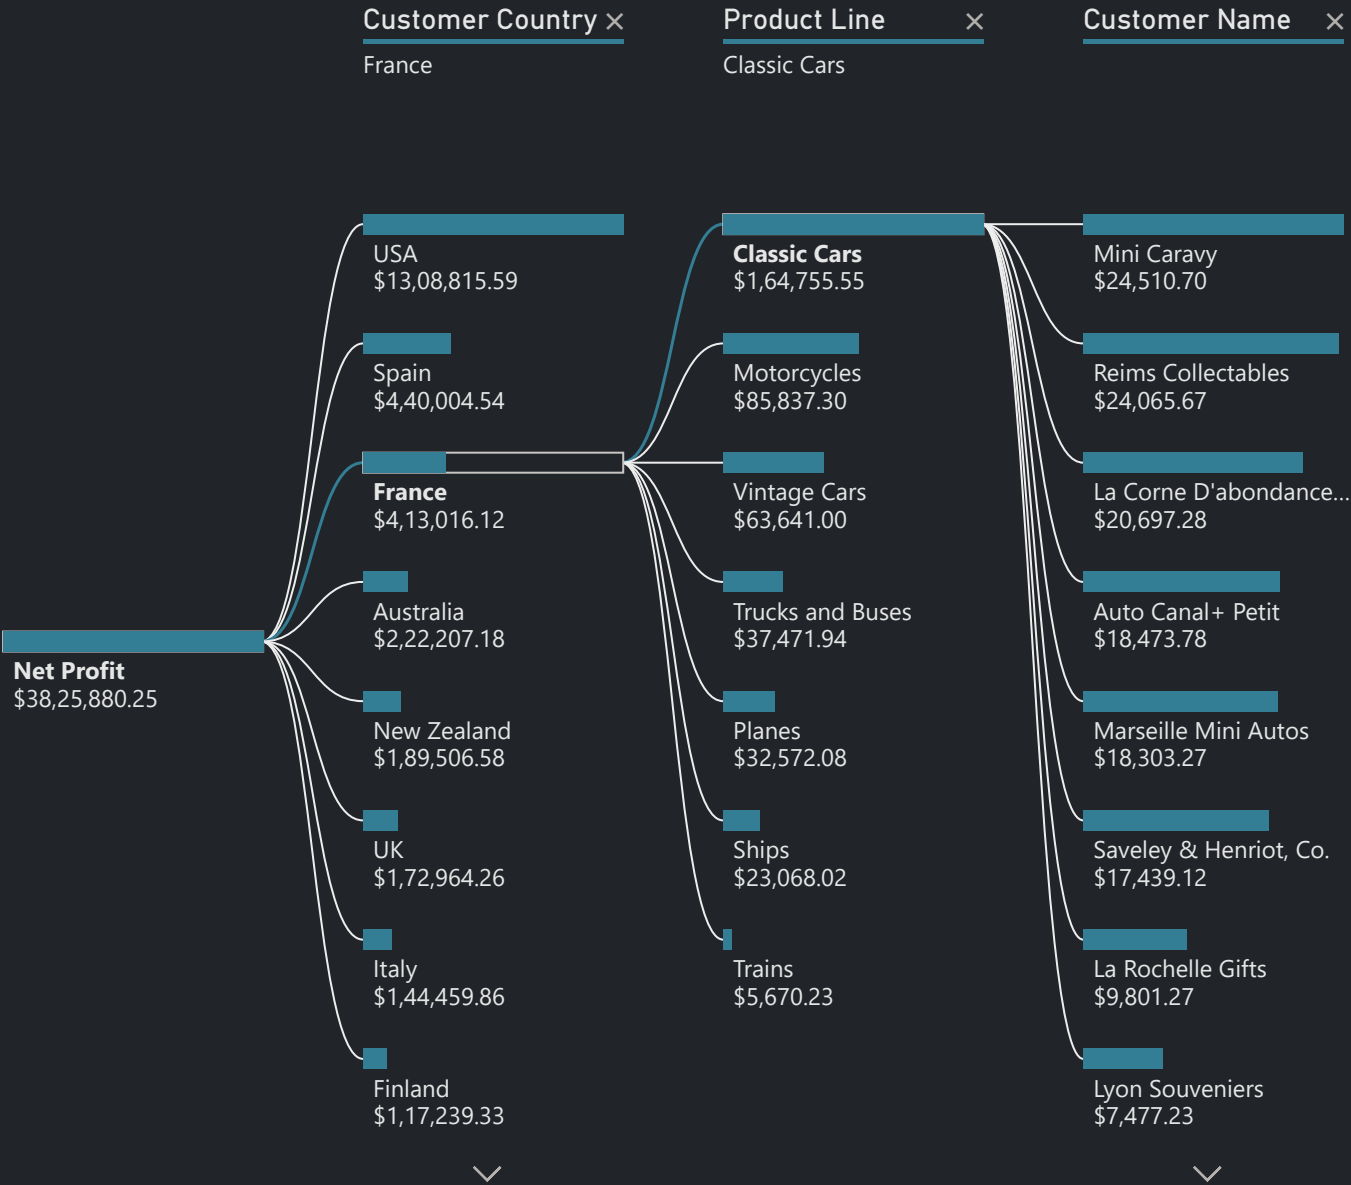 Customer Country
Product Line
Customer Name
France
Classic Cars
Net Profit
$38,25,880.25
USA
$13,08,815.59
Spain
$4,40,004.54
France
$4,13,016.12
Australia
$2,22,207.18
New Zealand
$1,89,506.58
UK
$1,72,964.26
Italy
$1,44,459.86
Finland
$1,17,239.33
Classic Cars
$1,64,755.55
Motorcycles
$85,837.30
Vintage Cars
$63,641.00
Trucks and Buses
$37,471.94
Planes
$32,572.08
Ships
$23,068.02
Trains
$5,670.23
Mini Caravy
$24,510.70
Reims Collectables
$24,065.67
La Corne D'abondance...
$20,697.28
Auto Canal+ Petit
$18,473.78
Marseille Mini Autos
$18,303.27
Saveley & Henriot, Co.
$17,439.12
La Rochelle Gifts
$9,801.27
Lyon Souveniers
$7,477.23